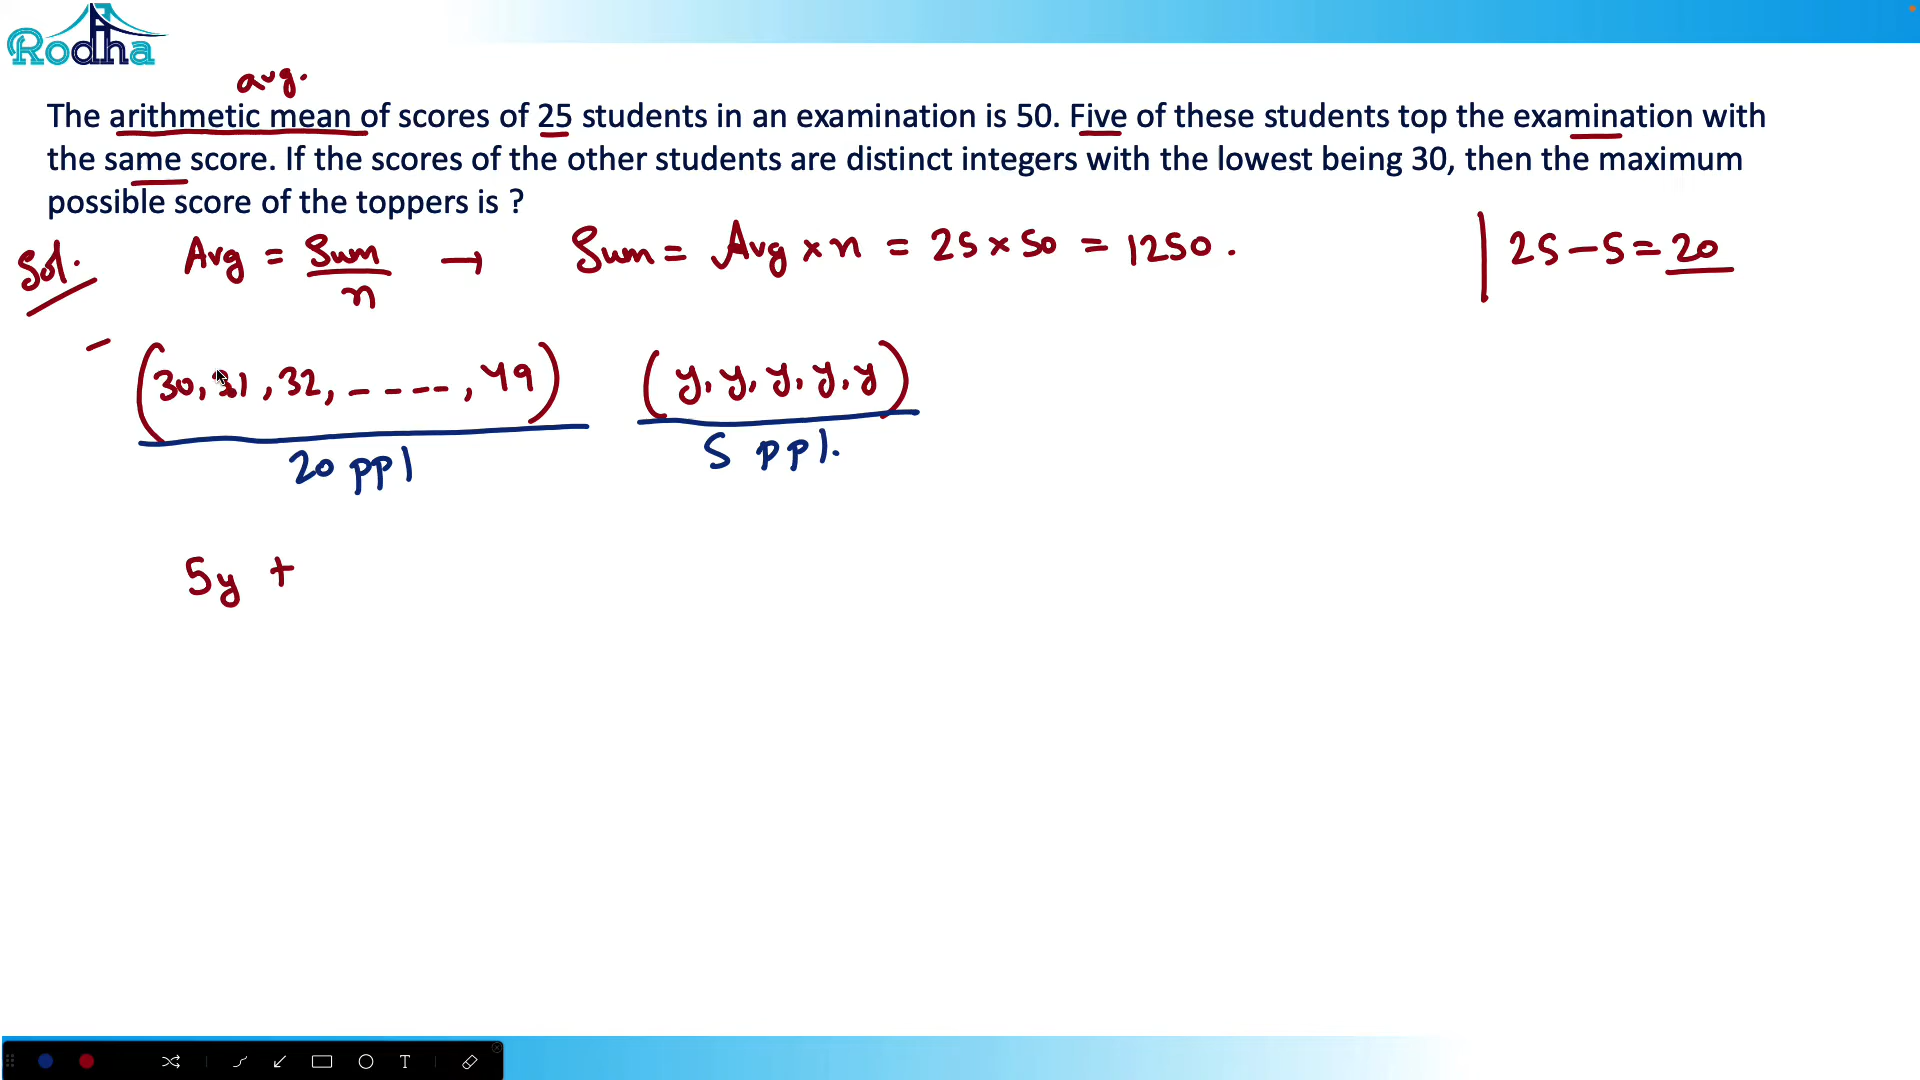 Rodha
avg.
The arithmetic mean of scores of 25 students in an examination is 50. Five of these students top the examination with
the same score. If the scores of the other students are distinct integers with the lowest being 30, then the maximum
possible score of the toppers is ?
Sol. Avg = Sum/n → Sum = Avg × n = 25 × 50 = 1250. | 25 - 5 = 20
(30, 31, 32, ----, 49) (y, y, y, y, y)
20 ppl 5 ppl.
5y +
T